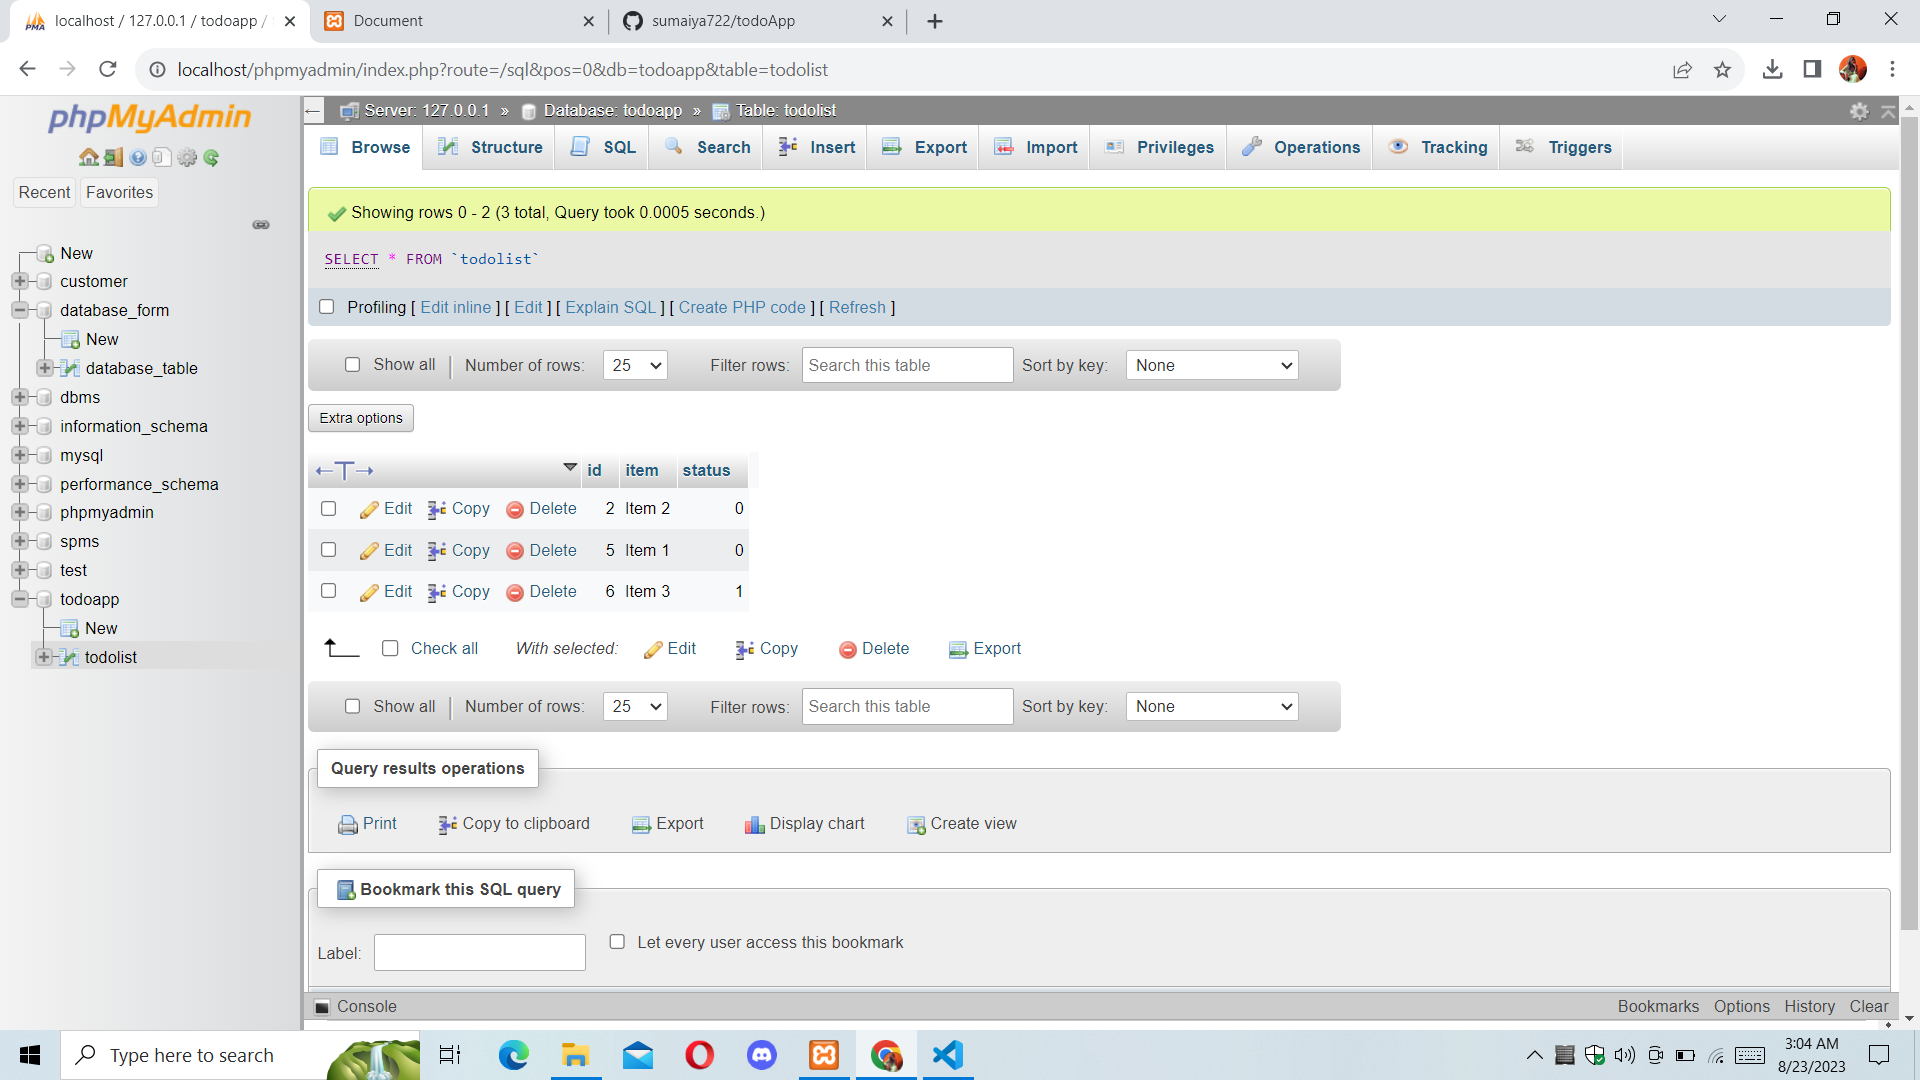 localhost / 127.0.0.1 / todoapp /
Document
sumaiya722/todoApp
localhost/phpmyadmin/index.php?route=/sql&pos=0&db=todoapp&table=todolist
phpMyAdmin
Recent
Favorites
New
customer
database_form
New
database_table
dbms
information_schema
mysql
performance_schema
phpmyadmin
spms
test
todoapp
New
todolist
Server: 127.0.0.1 » Database: todoapp » Table: todolist
Browse
Structure
SQL
Search
Insert
Export
Import
Privileges
Operations
Tracking
Triggers
Showing rows 0 - 2 (3 total, Query took 0.0005 seconds.)
SELECT * FROM `todolist`
Profiling [ Edit inline ] [ Edit ] [ Explain SQL ] [ Create PHP code ] [ Refresh ]
Show all | Number of rows: 25 Filter rows: Search this table Sort by key: None
Extra options
id item status
Edit Copy Delete 2 Item 2 0
Edit Copy Delete 5 Item 1 0
Edit Copy Delete 6 Item 3 1
Check all With selected: Edit Copy Delete Export
Show all | Number of rows: 25 Filter rows: Search this table Sort by key: None
Query results operations
Print Copy to clipboard Export Display chart Create view
Bookmark this SQL query
Label: Let every user access this bookmark
Console
Bookmarks Options History Clear
Type here to search
3:04 AM
8/23/2023